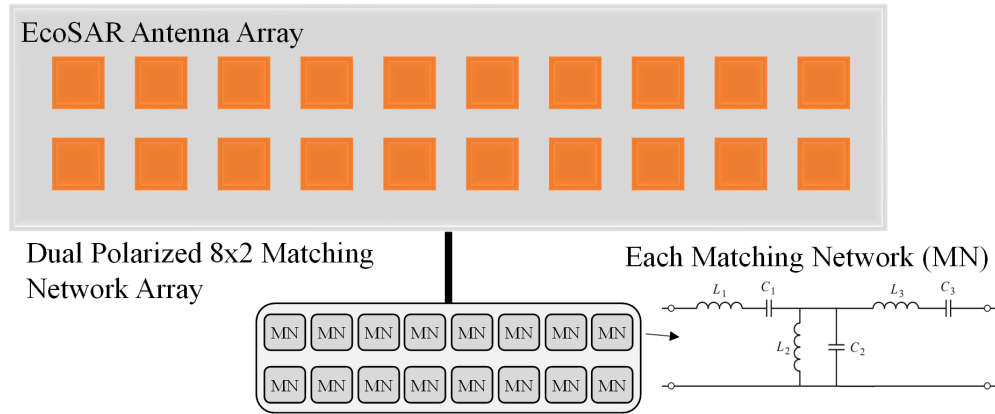 EcoSAR Antenna Array
Dual Polarized 8x2 Matching
Network Array
Each Matching Network (MN)
L1 C1 L3 C3
L2 C2
MN MN MN MN MN MN MN MN
MN MN MN MN MN MN MN MN